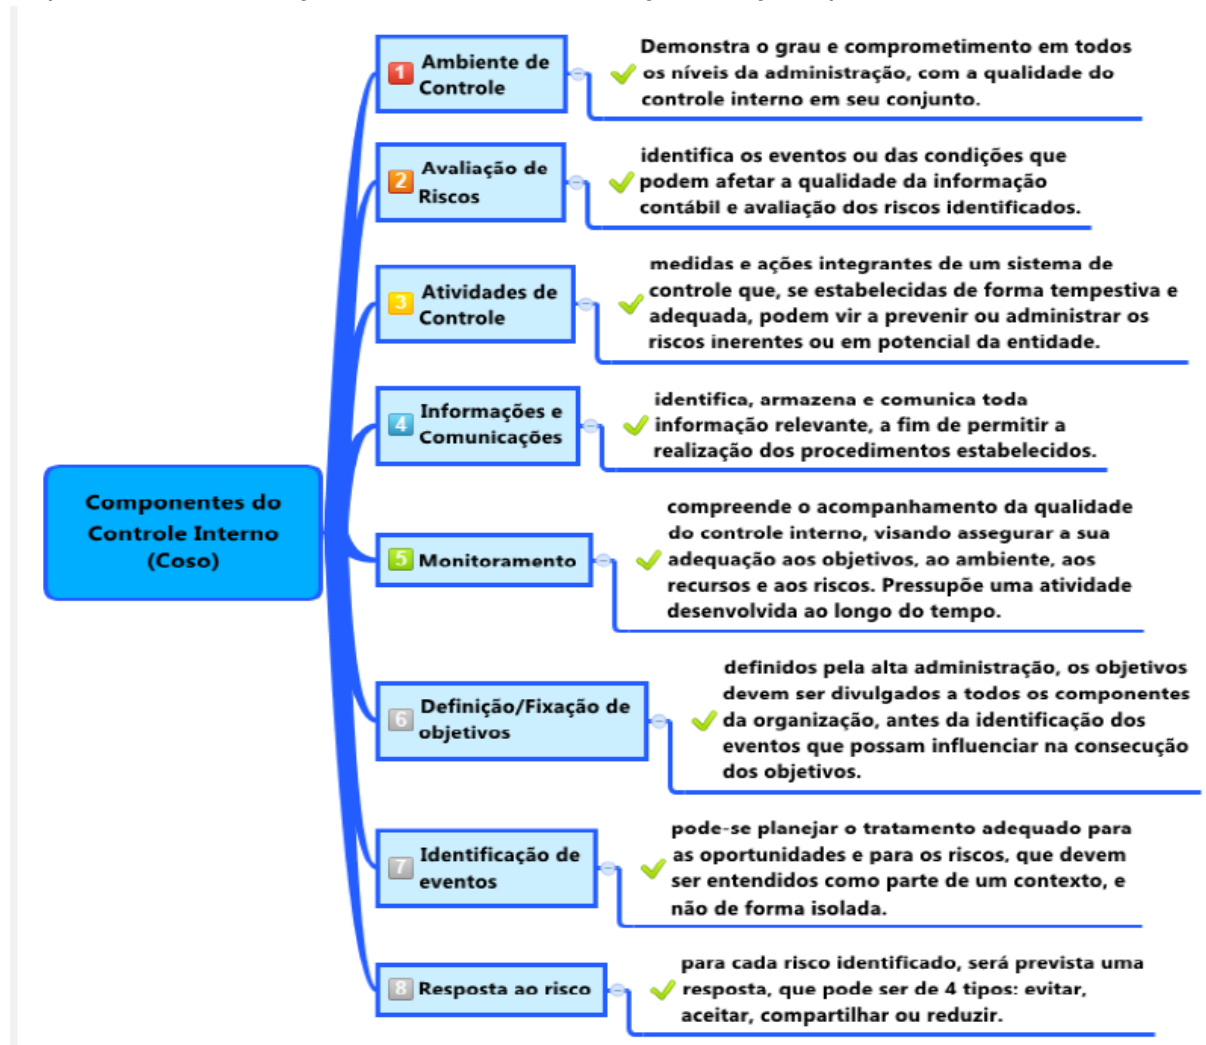 Componentes do
Controle Interno
(Coso)
1 Ambiente de
Controle
Demonstra o grau e comprometimento em todos
os níveis da administração, com a qualidade do
controle interno em seu conjunto.
2 Avaliação de
Riscos
identifica os eventos ou das condições que
podem afetar a qualidade da informação
contábil e avaliação dos riscos identificados.
3 Atividades de
Controle
medidas e ações integrantes de um sistema de
controle que, se estabelecidas de forma tempestiva e
adequada, podem vir a prevenir ou administrar os
riscos inerentes ou em potencial da entidade.
4 Informações e
Comunicações
identifica, armazena e comunica toda
informação relevante, a fim de permitir a
realização dos procedimentos estabelecidos.
5 Monitoramento
compreende o acompanhamento da qualidade
do controle interno, visando assegurar a sua
adequação aos objetivos, ao ambiente, aos
recursos e aos riscos. Pressupõe uma atividade
desenvolvida ao longo do tempo.
6 Definição/Fixação de
objetivos
definidos pela alta administração, os objetivos
devem ser divulgados a todos os componentes
da organização, antes da identificação dos
eventos que possam influenciar na consecução
dos objetivos.
7 Identificação de
eventos
pode-se planejar o tratamento adequado para
as oportunidades e para os riscos, que devem
ser entendidos como parte de um contexto, e
não de forma isolada.
8 Resposta ao risco
para cada risco identificado, será prevista uma
resposta, que pode ser de 4 tipos: evitar,
aceitar, compartilhar ou reduzir.